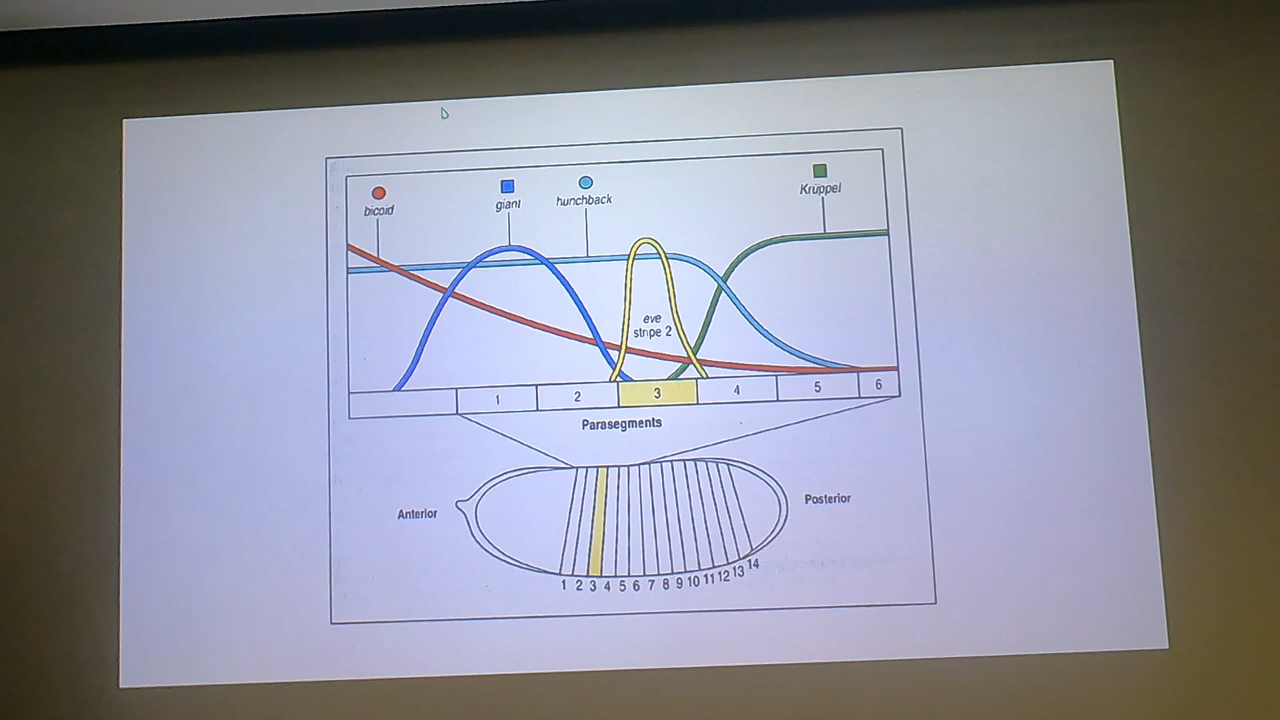 bicoid
giant
hunchback
Krüppel
eve
stripe 2
1 2 3 4 5 6
Parasegments
Anterior
Posterior
1 2 3 4 5 6 7 8 9 10 11 12 13 14